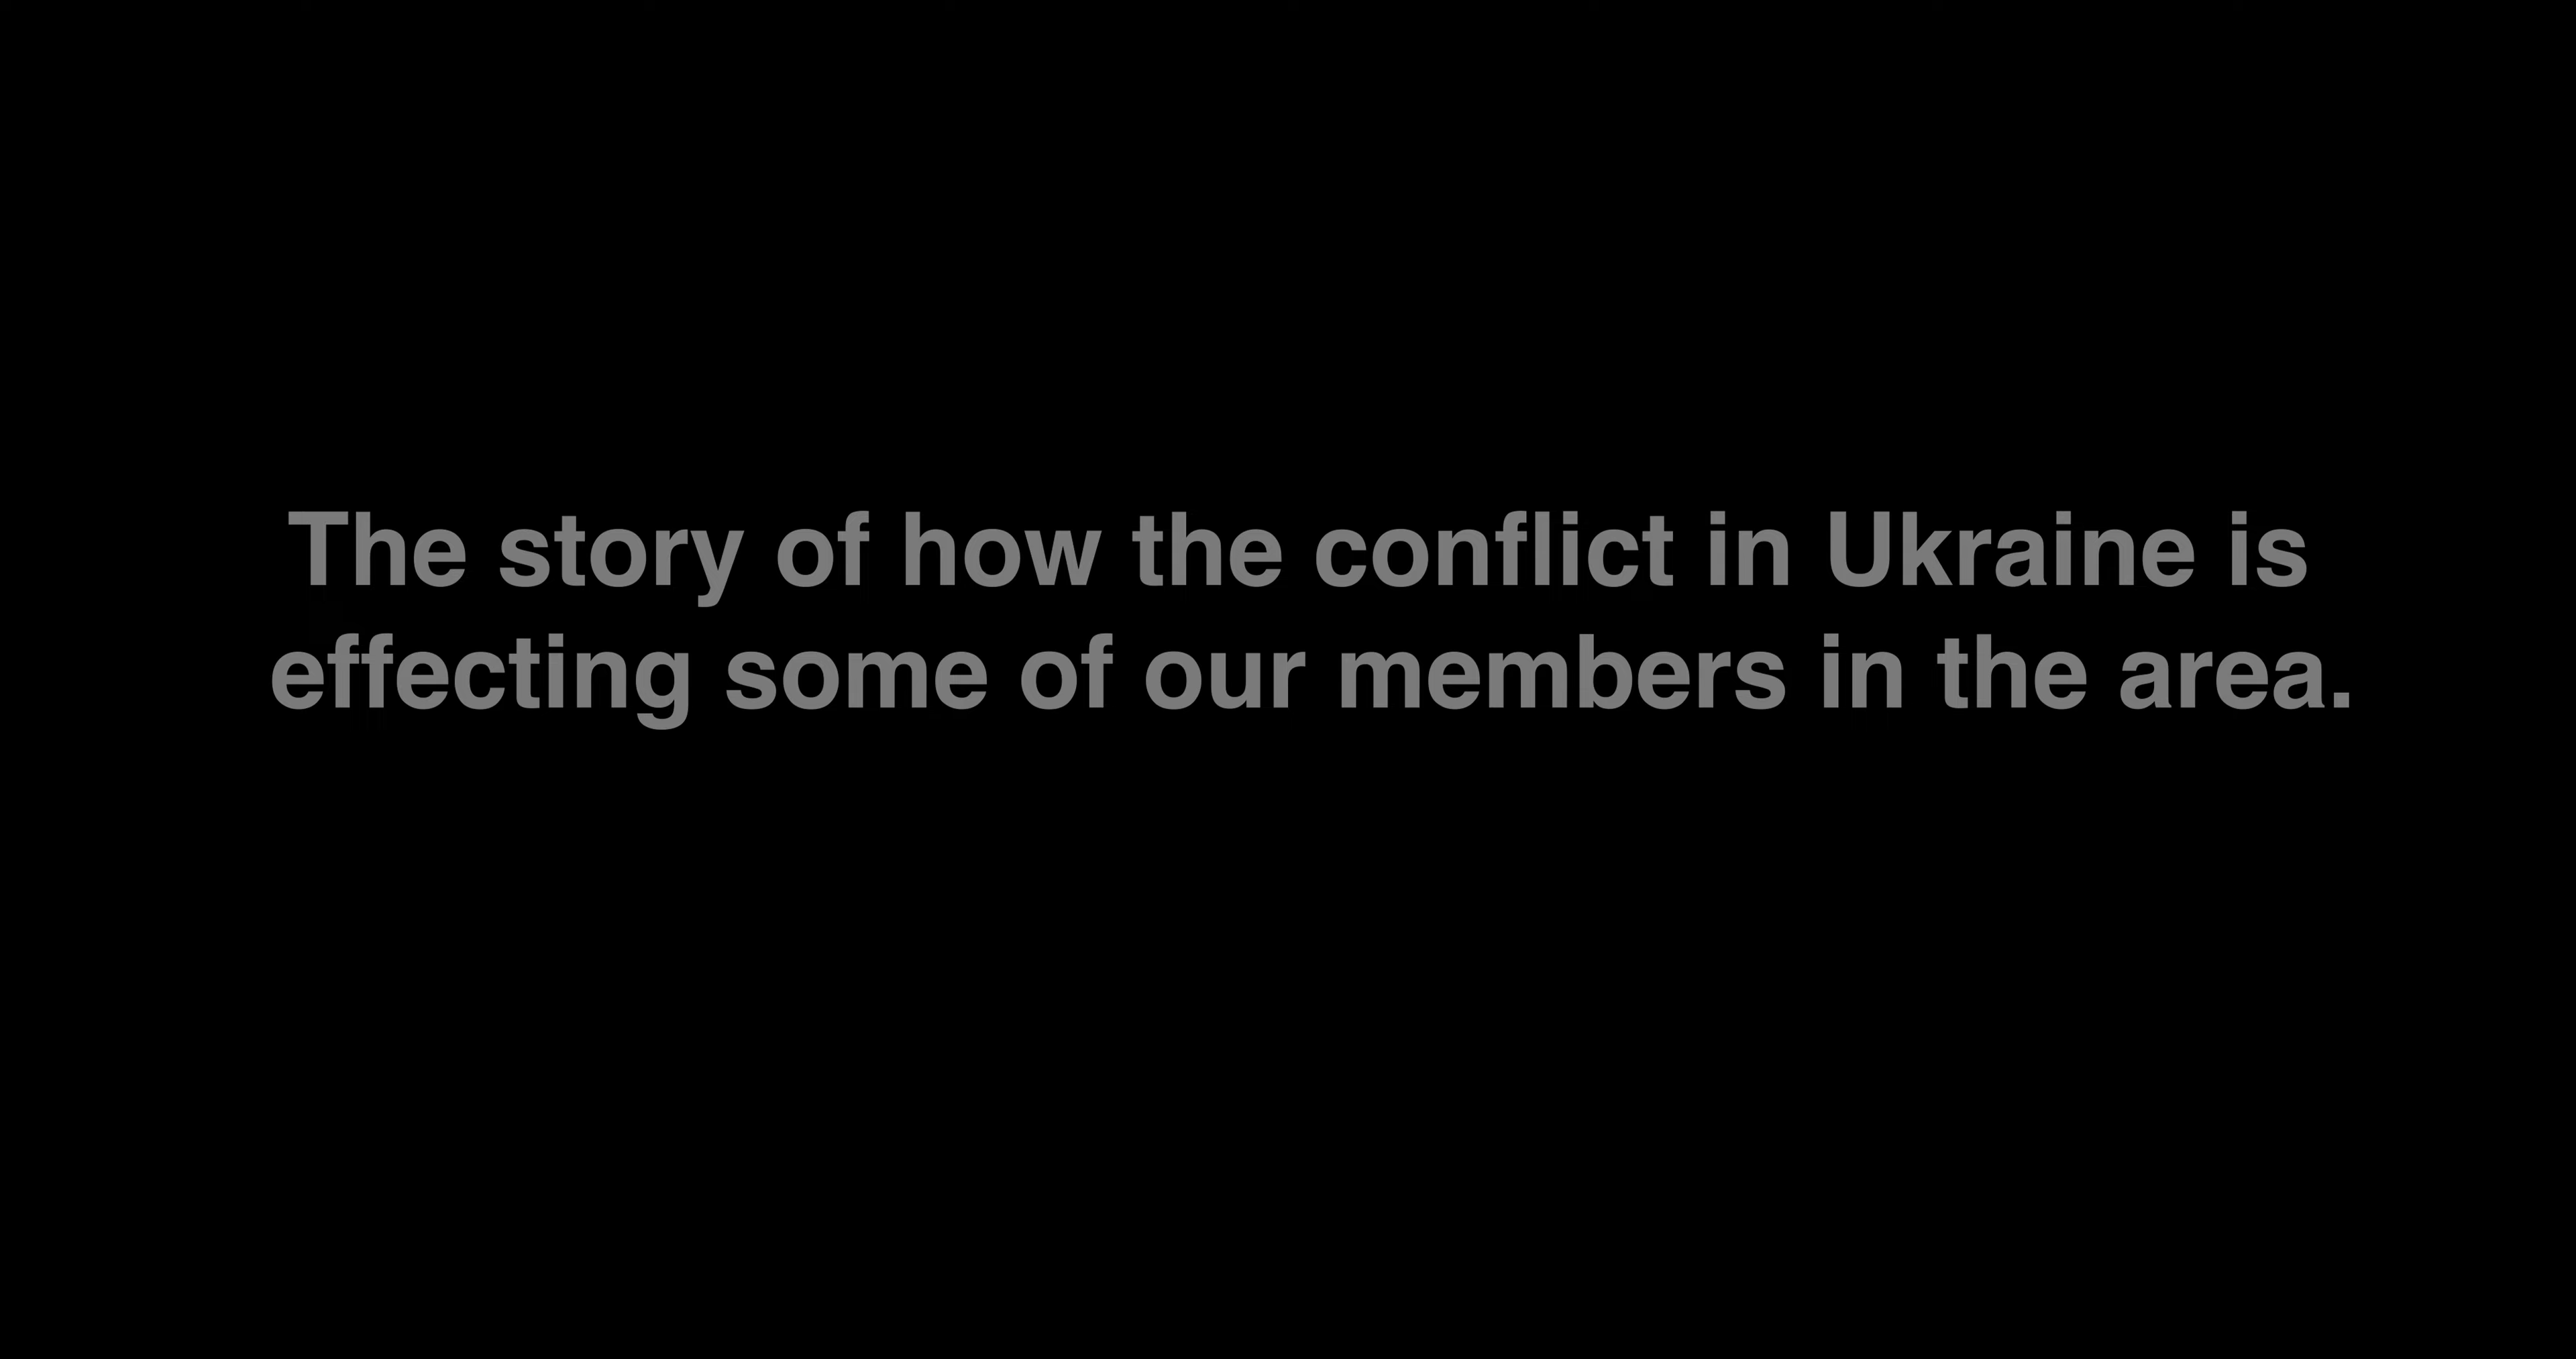 The story of how the conflict in Ukraine is
effecting some of our members in the area.